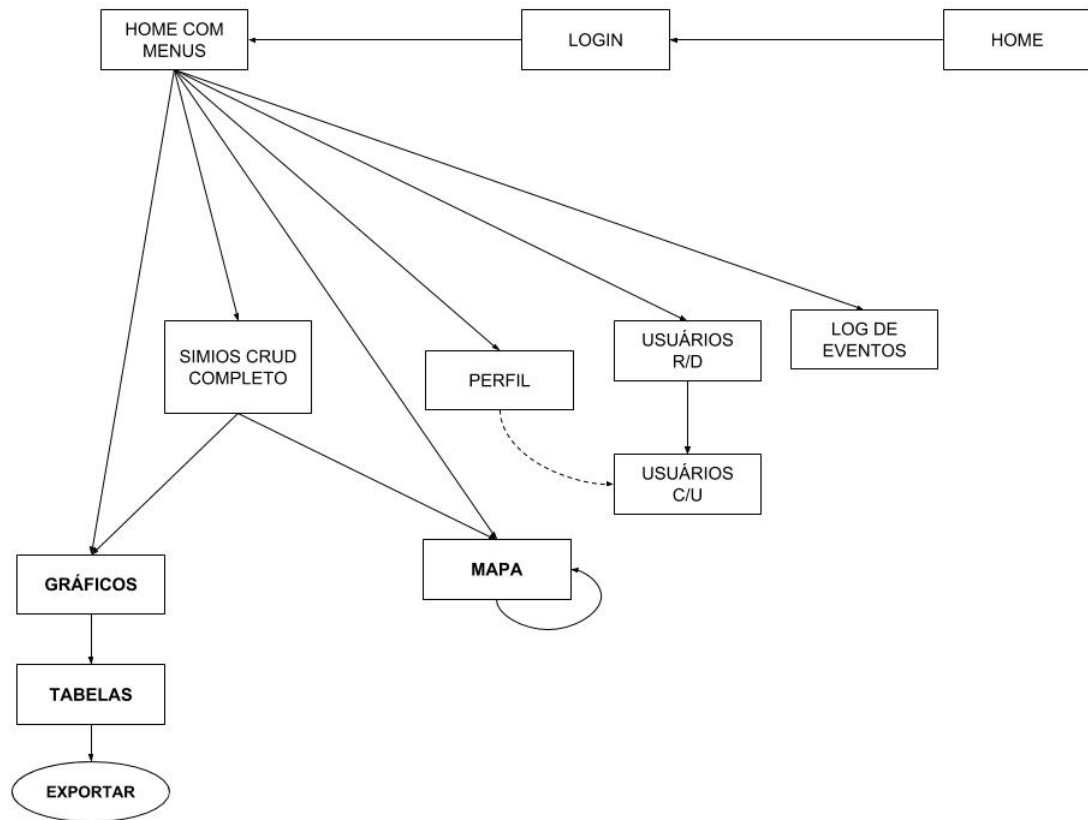 HOME COM
MENUS
LOGIN
HOME
SIMIOS CRUD
COMPLETO
PERFIL
USUÁRIOS
R/D
LOG DE
EVENTOS
USUÁRIOS
C/U
GRÁFICOS
MAPA
TABELAS
EXPORTAR